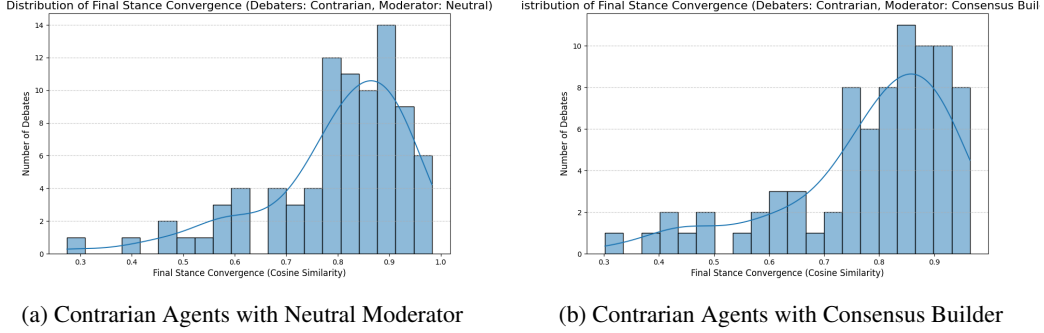 Distribution of Final Stance Convergence (Debaters: Contrarian, Moderator: Neutral)
14
12
10
8
6
4
2
0
Number of Debates
0.3 0.4 0.5 0.6 0.7 0.8 0.9 1.0
Final Stance Convergence (Cosine Similarity)
(a) Contrarian Agents with Neutral Moderator
istribution of Final Stance Convergence (Debaters: Contrarian, Moderator: Consensus Buil
10
8
6
4
2
0
Number of Debates
0.3 0.4 0.5 0.6 0.7 0.8 0.9
Final Stance Convergence (Cosine Similarity)
(b) Contrarian Agents with Consensus Builder